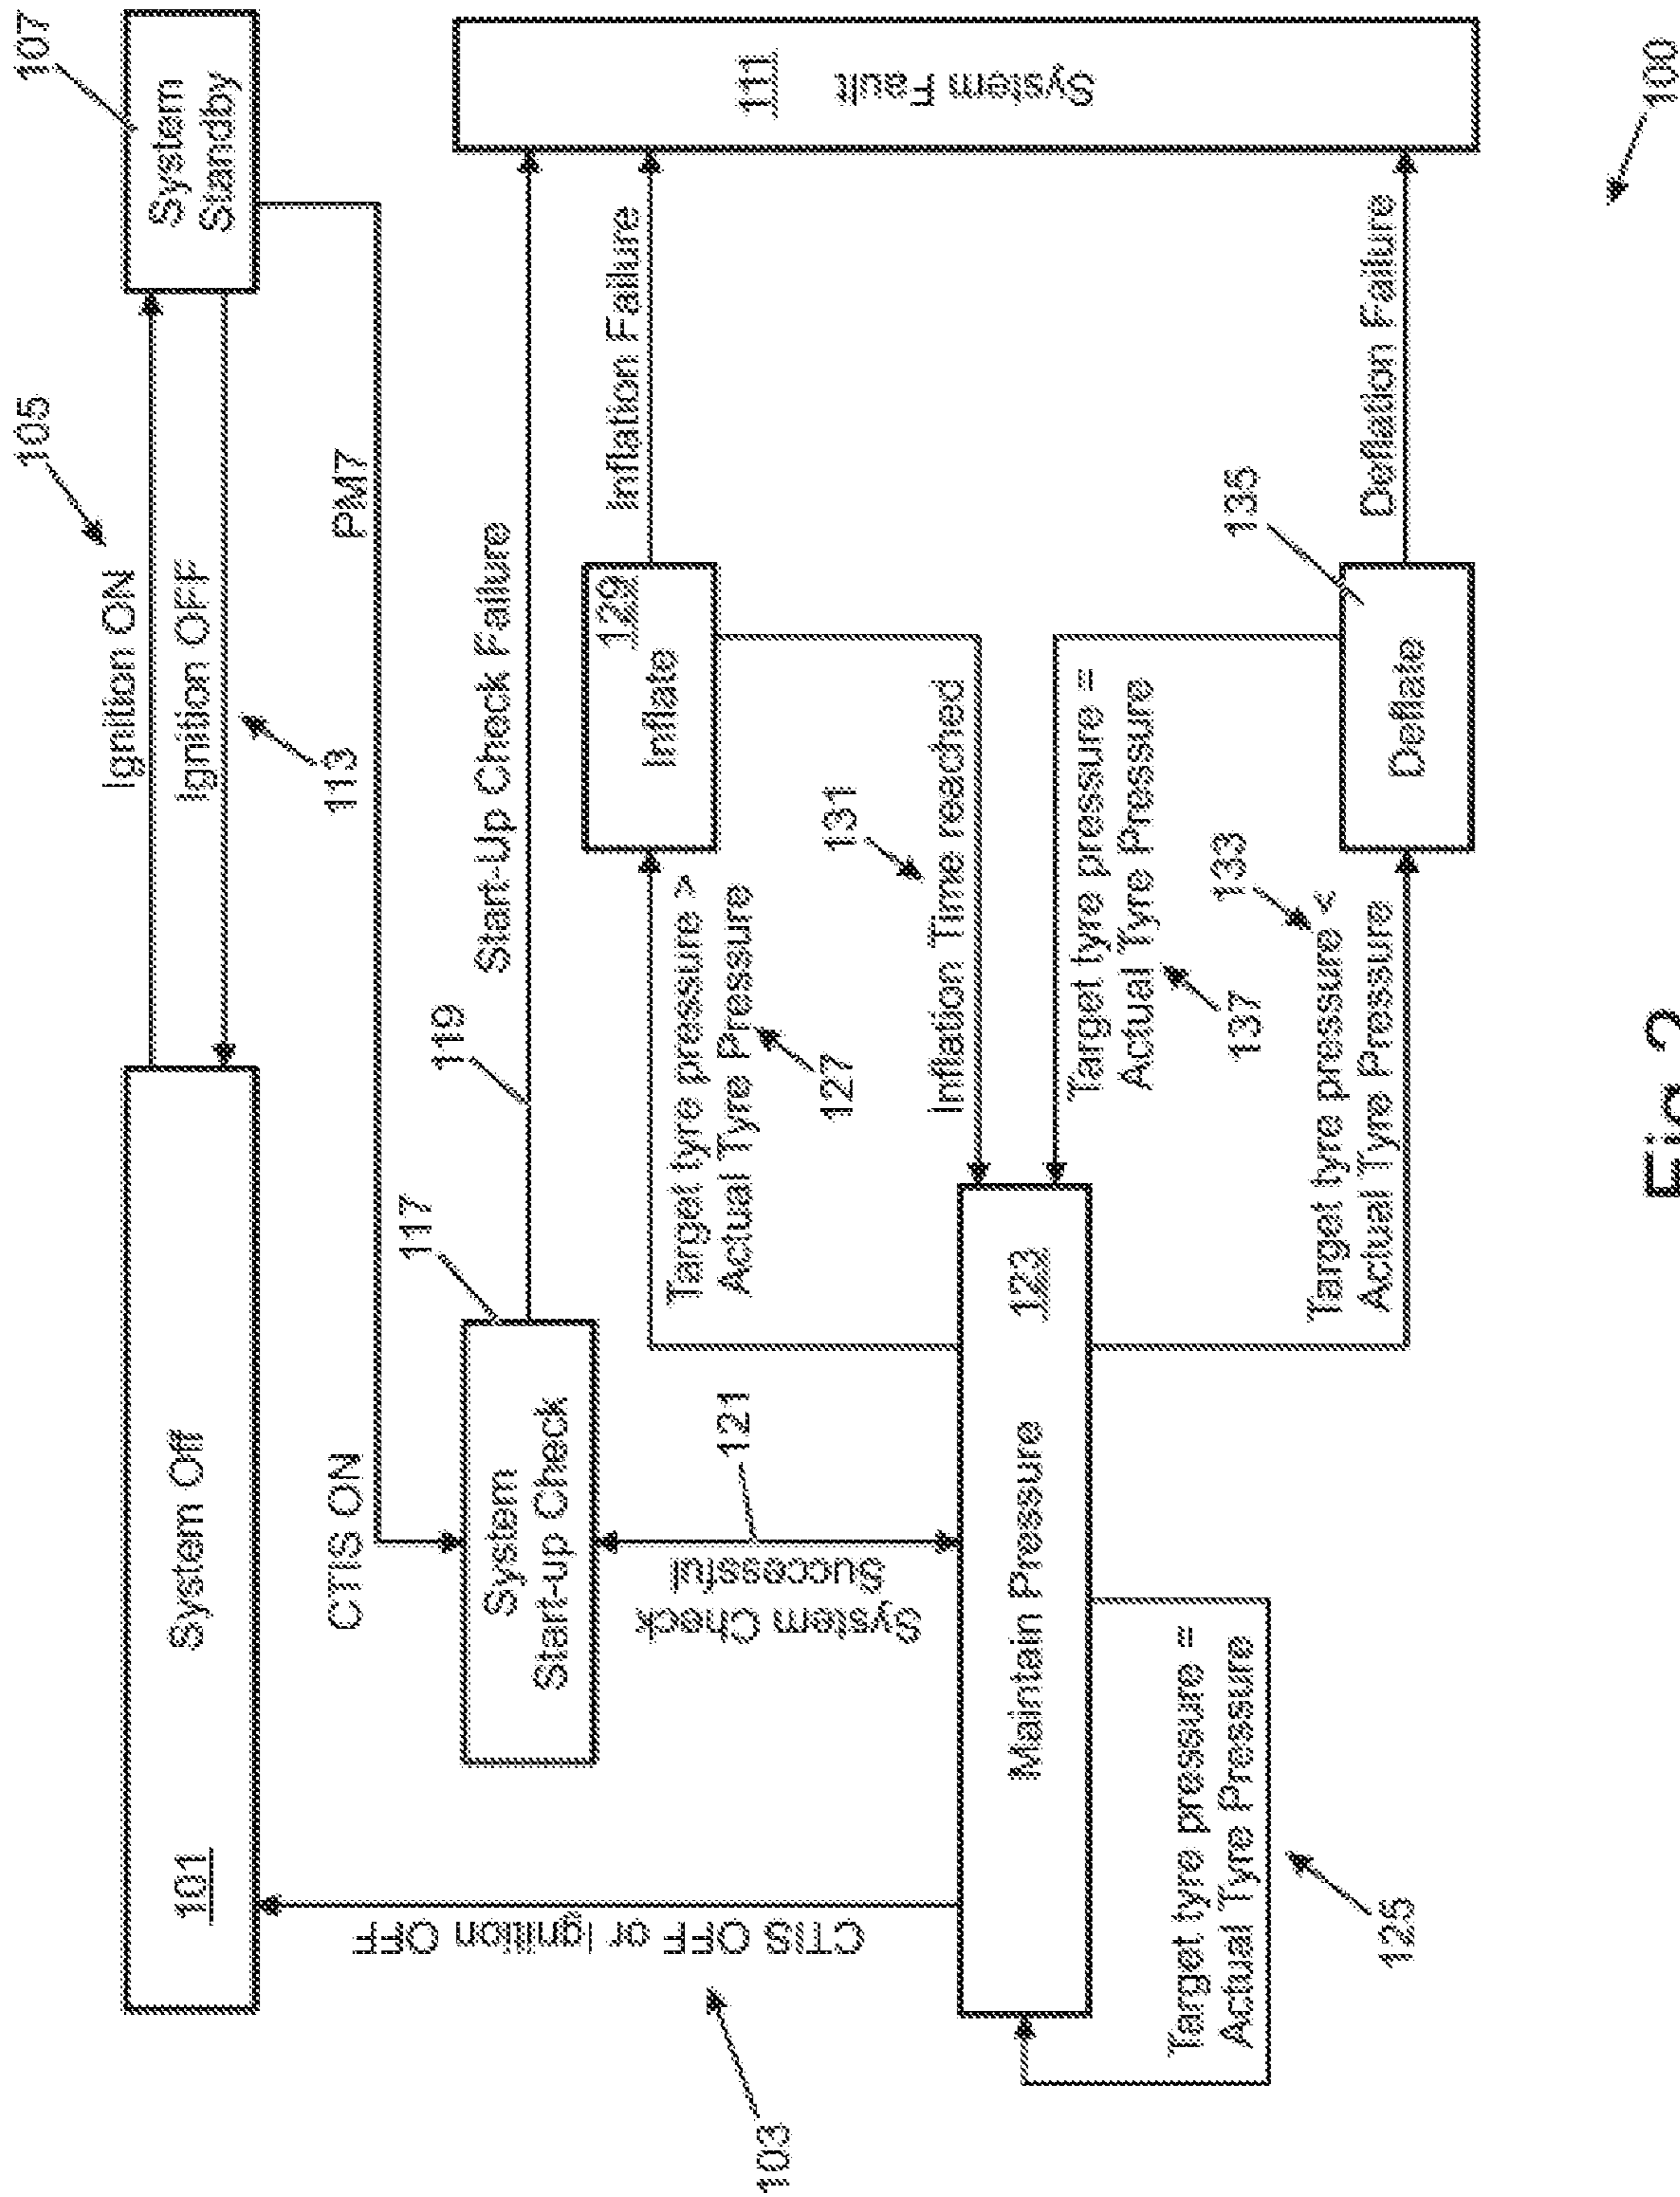 101
System Off
Ignition ON
105
Ignition OFF
113
System
Standby
107
CTIS ON
PM7
System
Start-up Check
117
119
Start-Up Check Failure
System Fault
111
CTIS OFF or Ignition OFF
103
System Check
Successful
121
Target tyre pressure >
Actual Tyre Pressure
127
Inflate
129
Inflation Failure
Maintain Pressure
123
Inflation Time reached
131
Target tyre pressure =
Actual Tyre Pressure
137
Target tyre pressure =
Actual Tyre Pressure
125
Target tyre pressure <
Actual Tyre Pressure
133
Deflate
135
Deflation Failure
100
Fig. 2